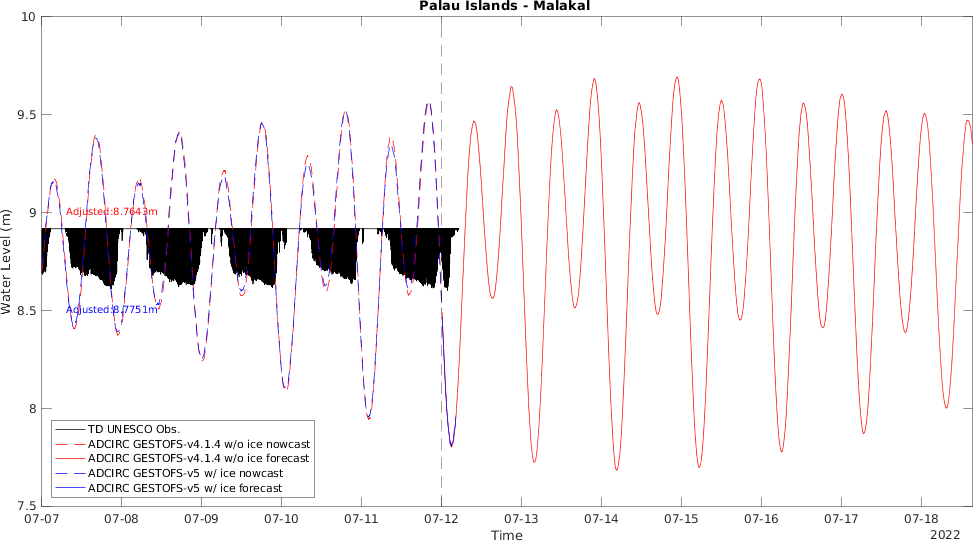 Palau Islands - Malakal
10
9.5
9
8.5
8
7.5
Water Level (m)
Adjusted:8.7643m
Adjusted:8.7751m
TD UNESCO Obs.
ADCIRC GESTOFS-v4.1.4 w/o ice nowcast
ADCIRC GESTOFS-v4.1.4 w/o ice forecast
ADCIRC GESTOFS-v5 w/ ice nowcast
ADCIRC GESTOFS-v5 w/ ice forecast
07-07 07-08 07-09 07-10 07-11 07-12 07-13 07-14 07-15 07-16 07-17 07-18
Time
2022